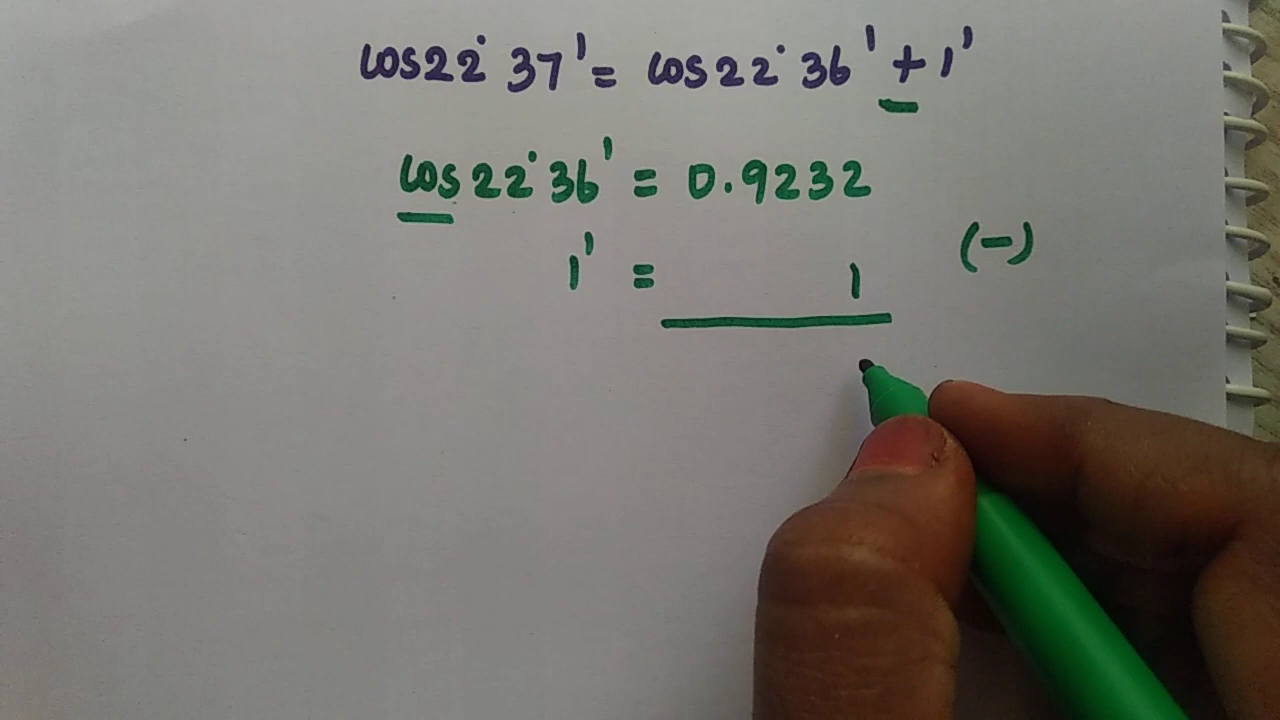 cos 22° 37' = cos 22° 36' + 1'
cos 22° 36' = 0.9232
1' = 1 (-)